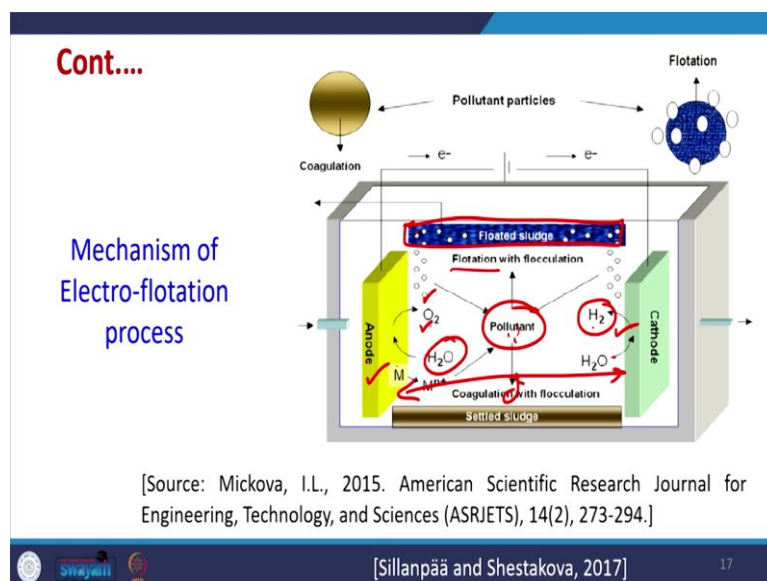 Cont....
Flotation
Pollutant particles
Coagulation
e-
e-
Mechanism of
Electro-flotation
process
Floated sludge
Flotation with flocculation
O2
H2
Pollutant
Anode
Cathode
H2O
H2O
M
Coagulation with flocculation
Settled sludge
[Source: Mickova, I.L., 2015. American Scientific Research Journal for
Engineering, Technology, and Sciences (ASRJETS), 14(2), 273-294.]
swayam
[Sillanpää and Shestakova, 2017]
17